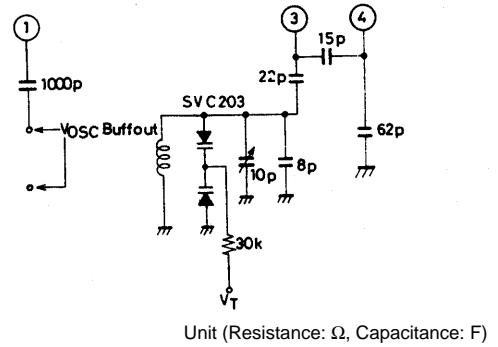 1
3
4
15p
1000p
22p
SVC203
VOSC Buffout
62p
10p
8p
30k
VT
Unit (Resistance: Ω, Capacitance: F)